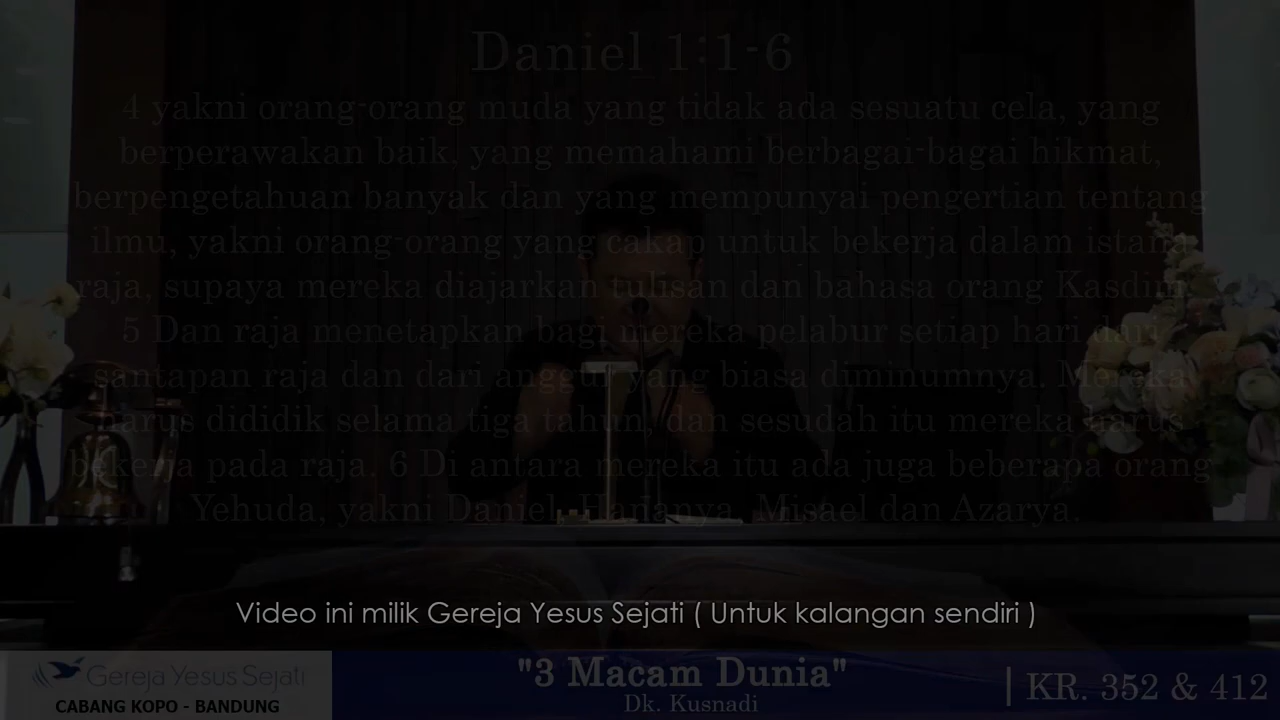 Daniel 1:1-6
4 yakni orang-orang muda yang tidak ada sesuatu cela, yang
berperawakan baik, yang memahami berbagai-bagai hikmat,
berpengetahuan banyak dan yang mempunyai pengertian tentang
ilmu, yakni orang-orang yang cakap untuk bekerja dalam istana
raja, supaya mereka diajarkan tulisan dan bahasa orang Kasdim.
5 Dan raja menetapkan bagi mereka pelabur setiap hari dari
santapan raja dan dari anggur yang biasa diminumnya. Mereka
harus dididik selama tiga tahun, dan sesudah itu mereka harus
bekerja pada raja. 6 Di antara mereka itu ada juga beberapa orang
Yehuda, yakni Daniel, Hananya, Misael dan Azarya.
Video ini milik Gereja Yesus Sejati ( Untuk kalangan sendiri )
Gereja Yesus Sejati
CABANG KOPO - BANDUNG
"3 Macam Dunia"
Dk. Kusnadi
| KR. 352 & 412